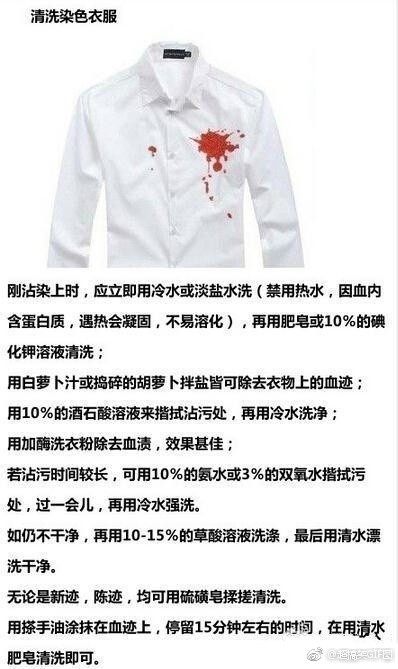 清洗染色衣服
刚沾染上时，应立即用冷水或淡盐水洗（禁用热水，因血内
含蛋白质，遇热会凝固，不易溶化），再用肥皂或10%的碘
化钾溶液清洗；
用白萝卜汁或捣碎的胡萝卜拌盐皆可除去衣物上的血迹；
用10%的酒石酸溶液来揩拭沾污处，再用冷水洗净；
用加酶洗衣粉除去血渍，效果甚佳；
若沾污时间较长，可用10%的氨水或3%的双氧水揩拭污
处，过一会儿，再用冷水强洗。
如仍不干净，再用10-15%的草酸溶液洗涤，最后用清水漂
洗干净。
无论是新迹，陈迹，均可用硫磺皂揉搓清洗。
用搽手油涂抹在血迹上，停留15分钟左右的时间，在用清水
肥皂清洗即可。